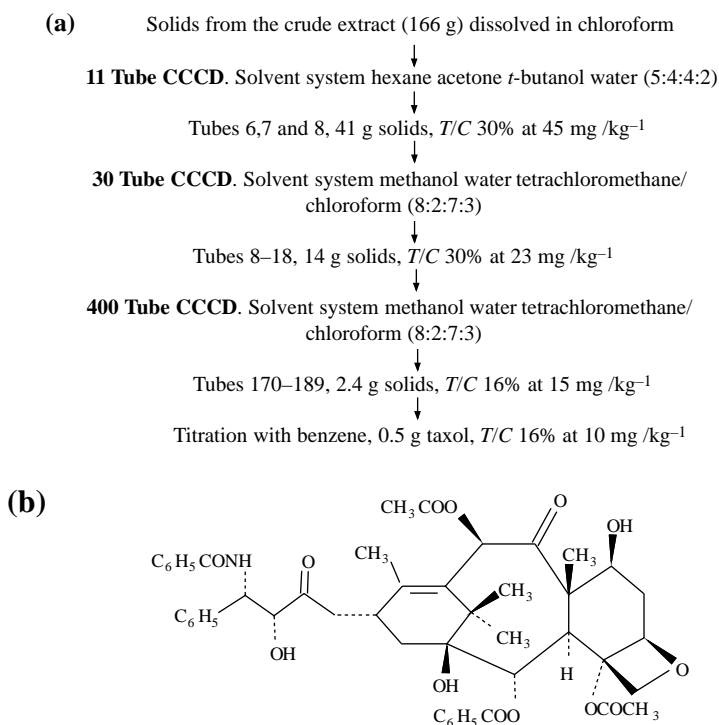 (a) Solids from the crude extract (166 g) dissolved in chloroform
11 Tube CCCD. Solvent system hexane acetone t-butanol water (5:4:4:2)
Tubes 6,7 and 8, 41 g solids, T/C 30% at 45 mg /kg⁻¹
30 Tube CCCD. Solvent system methanol water tetrachloromethane/
chloroform (8:2:7:3)
Tubes 8–18, 14 g solids, T/C 30% at 23 mg /kg⁻¹
400 Tube CCCD. Solvent system methanol water tetrachloromethane/
chloroform (8:2:7:3)
Tubes 170–189, 2.4 g solids, T/C 16% at 15 mg /kg⁻¹
Titration with benzene, 0.5 g taxol, T/C 16% at 10 mg /kg⁻¹
(b)
CH₃COO
O
OH
C₆H₅CONH
O
CH₃
CH₃
CH₃
C₆H₅
CH₃
OH
OH
H
O
C₆H₅COO
OCOCH₃